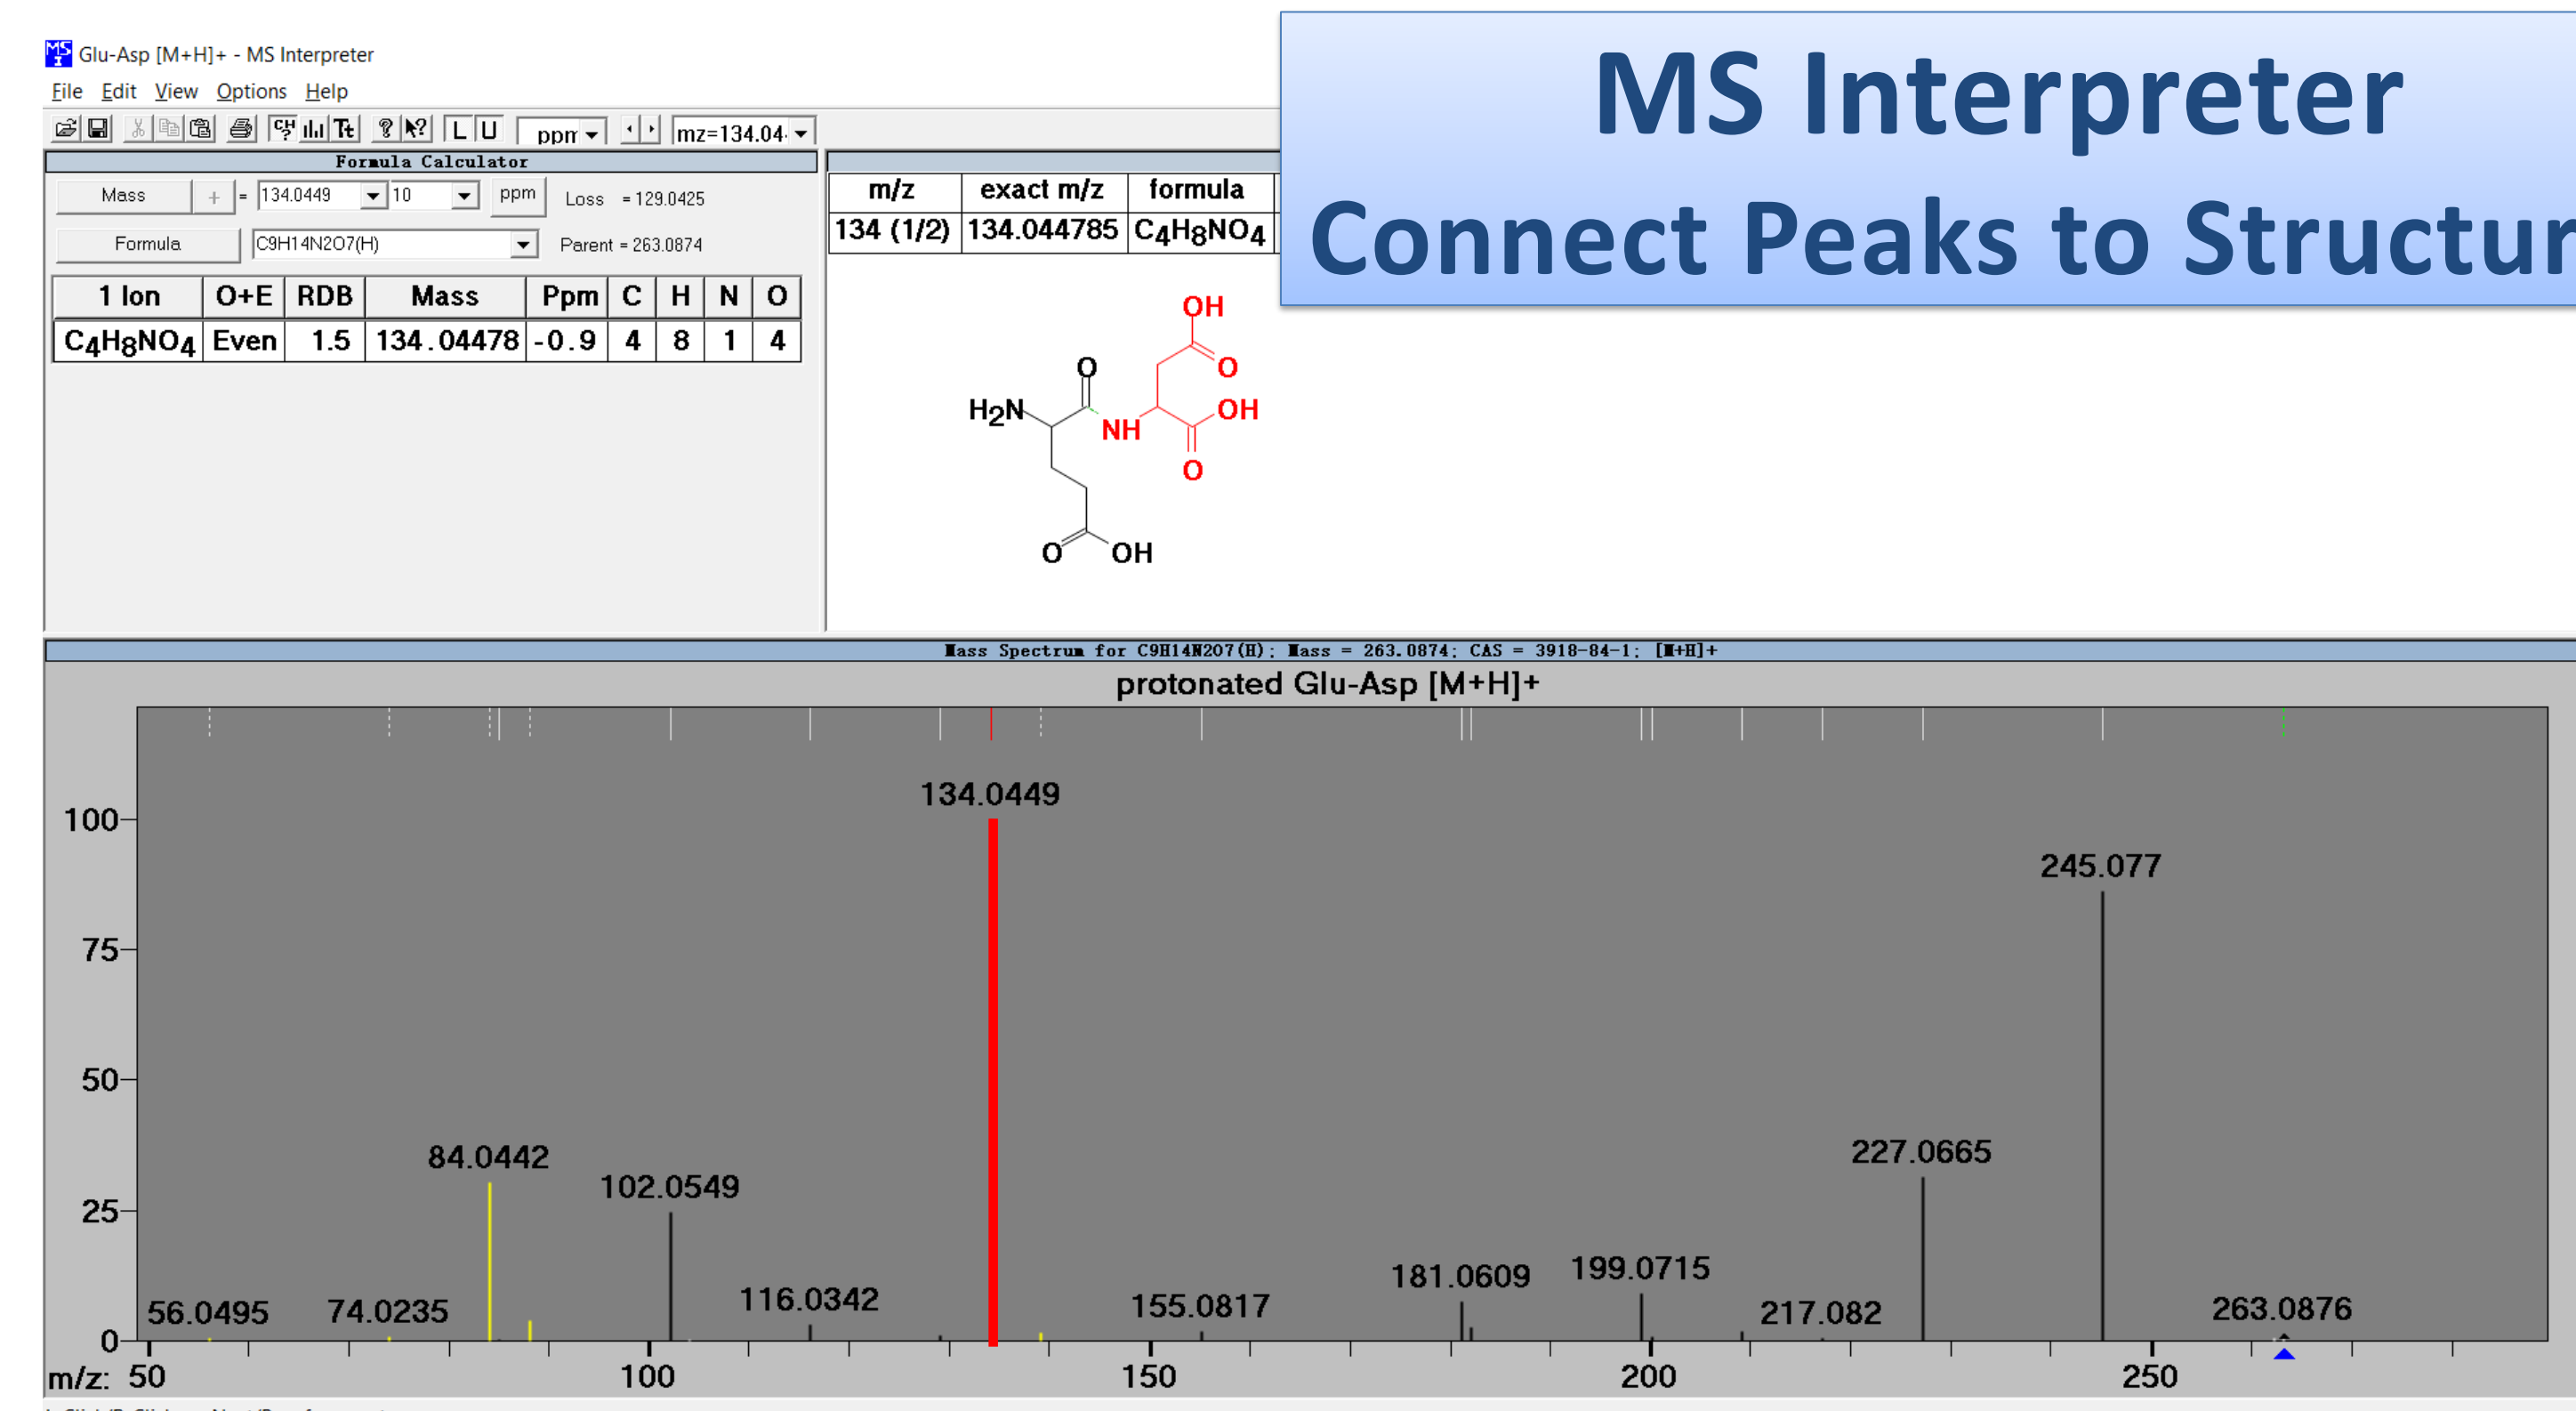 Glu-Asp [M+H]+ - MS Interpreter
File Edit View Options Help
L U ppm mz=134.04
MS Interpreter
Connect Peaks to Structur
Formula Calculator
Mass + = 134.0449 10 ppm Loss = 129.0425
Formula C9H14N2O7(H) Parent = 263.0874
1 Ion O+E RDB Mass Ppm C H N O
C4H8NO4 Even 1.5 134.04478 -0.9 4 8 1 4
m/z exact m/z formula
134 (1/2) 134.044785 C4H8NO4
OH
O
O
H2N
NH
OH
O
O
OH
Mass Spectrum for C9H14N2O7(H); Mass = 263.0874; CAS = 3918-84-1; [M+H]+
protonated Glu-Asp [M+H]+
134.0449
100
245.077
75
50
84.0442
227.0665
102.0549
25
181.0609
199.0715
116.0342
155.0817
56.0495
74.0235
217.082
263.0876
0
m/z: 50 100 150 200 250